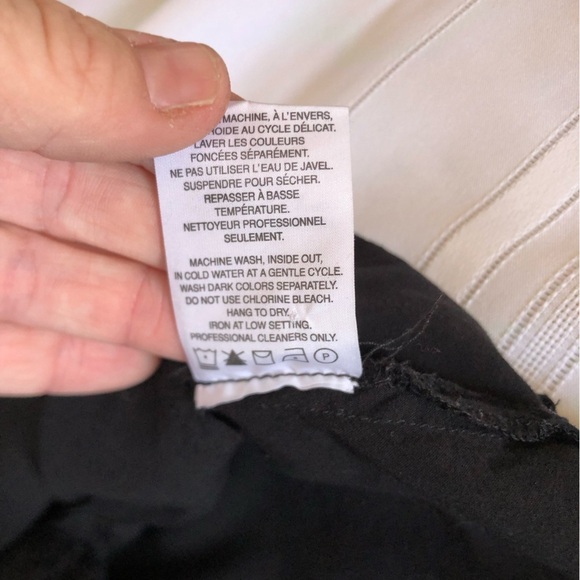 MACHINE, À L'ENVERS,
AU CYCLE DÉLICAT.
LAVER LES COULEURS
FONCÉES SÉPARÉMENT.
NE PAS UTILISER L'EAU DE JAVEL.
SUSPENDRE POUR SÉCHER.
REPASSER À BASSE
TEMPÉRATURE.
NETTOYEUR PROFESSIONNEL
SEULEMENT.
MACHINE WASH, INSIDE OUT,
IN COLD WATER AT A GENTLE CYCLE.
WASH DARK COLORS SEPARATELY.
DO NOT USE CHLORINE BLEACH.
HANG TO DRY.
IRON AT LOW SETTING.
PROFESSIONAL CLEANERS ONLY.
P